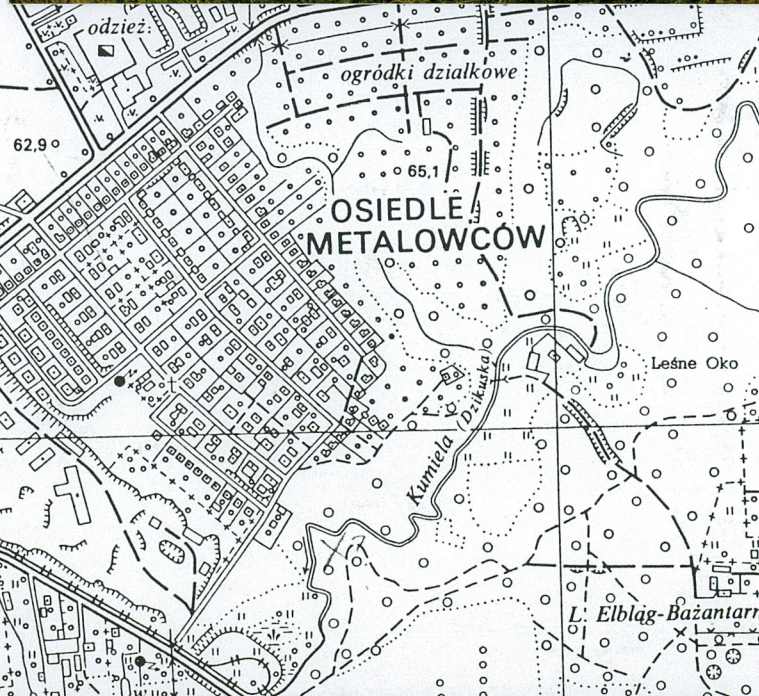 odzież.
ogródki działkowe
62,9
65,1
OSIEDLE
METALOWCÓW
Leśne Oko
Kumiela (Dzikuska)
L. Elbląg-Bażantarn